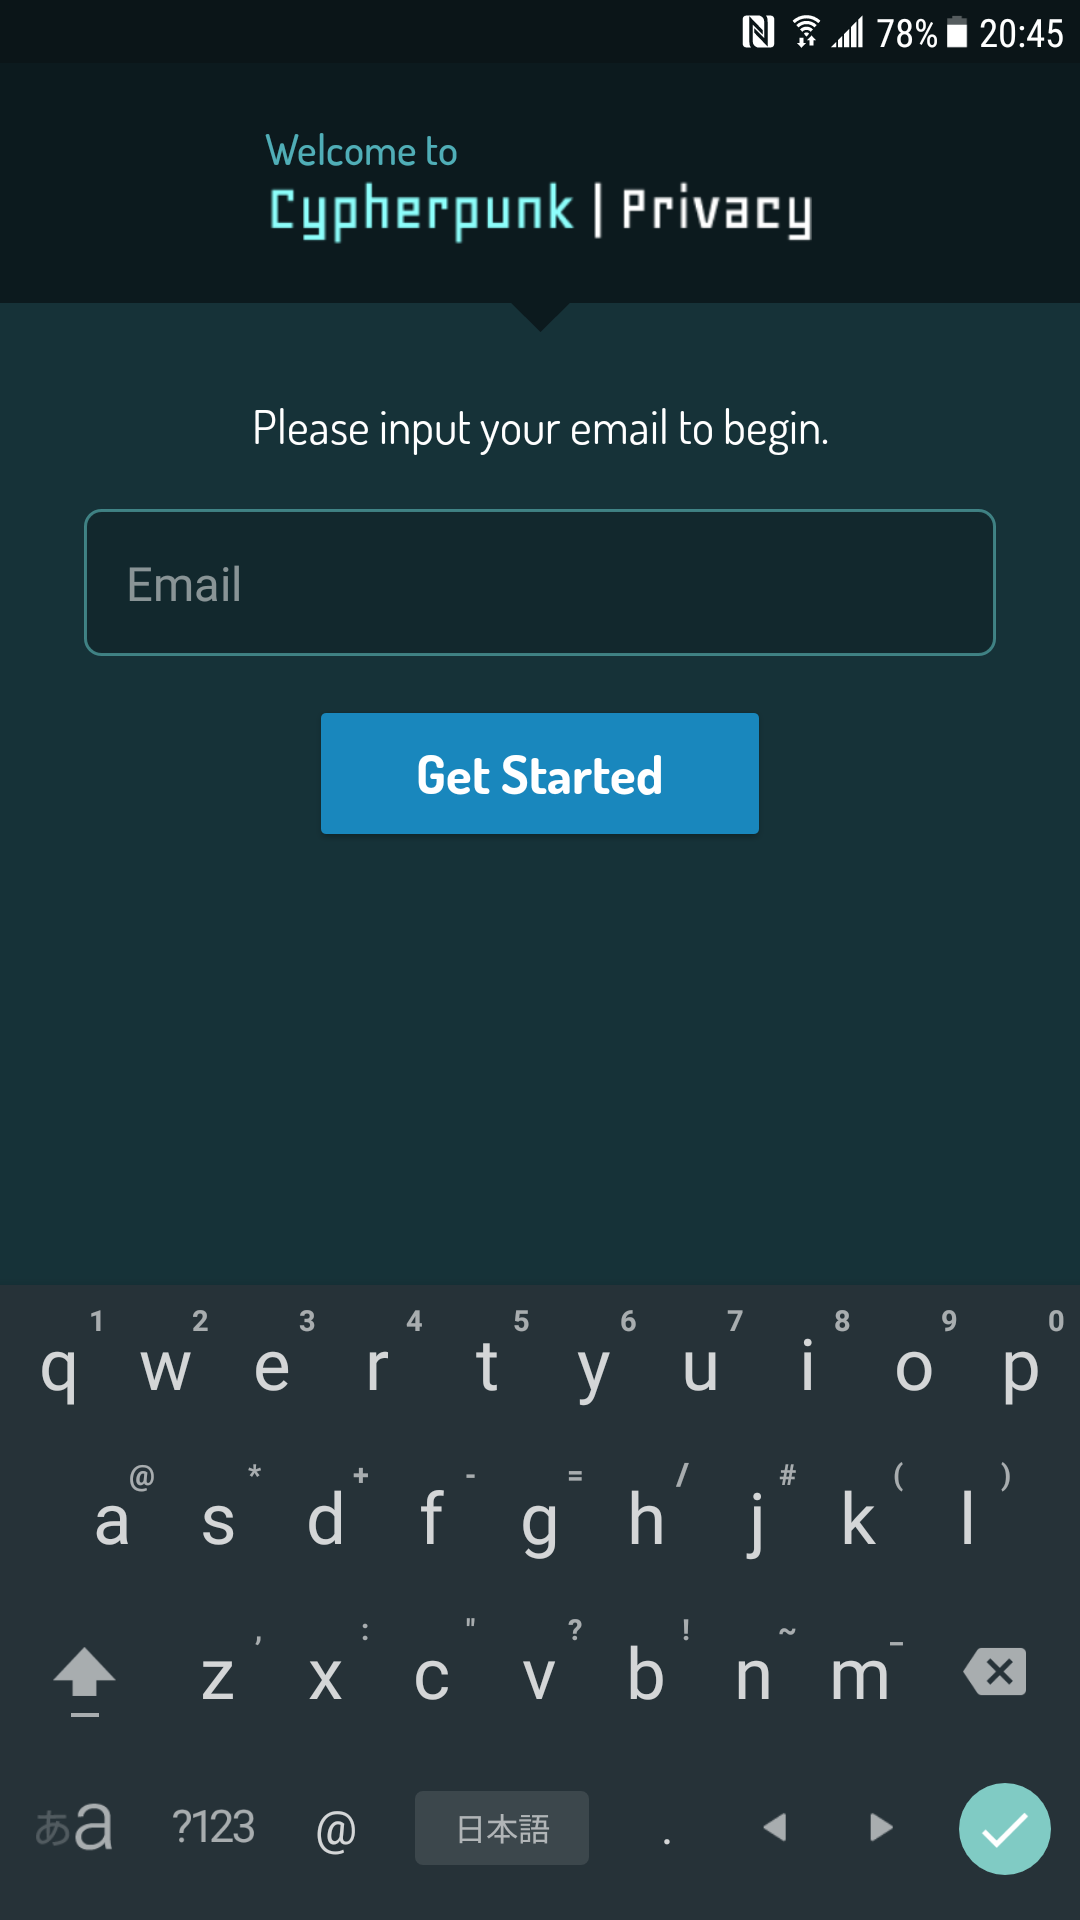 78% 20:45
Welcome to
Cypherpunk | Privacy
Please input your email to begin.
Email
Get Started
1 2 3 4 5 6 7 8 9 0
q w e r t y u i o p
@ * + - = / # ( )
a s d f g h j k l
, : " ? ! ~ _
z x c v b n m
あa ?123 @ 日本語 .